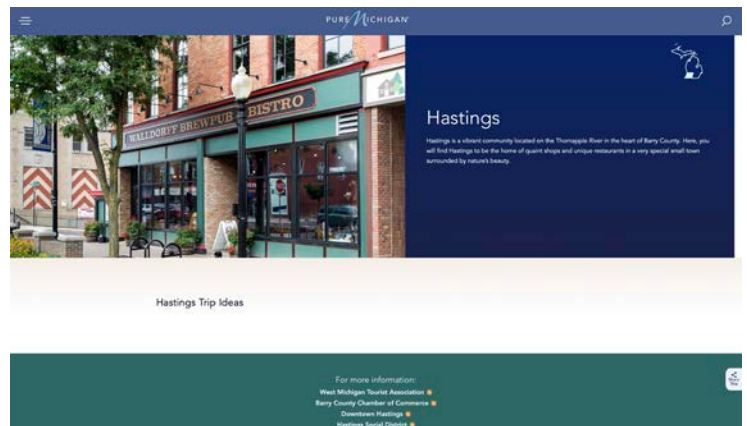 PURE MICHIGAN
WALLDORFF BREWPUB & BISTRO
Hastings
Hastings is a vibrant community located on the Thornapple River in the heart of Barry County. Here, you
will find Hastings to be the home of quaint shops and unique restaurants in a very special small town
surrounded by nature's beauty.
Hastings Trip Ideas
For more information:
West Michigan Tourist Association
Barry County Chamber of Commerce
Downtown Hastings
Hastings Social District